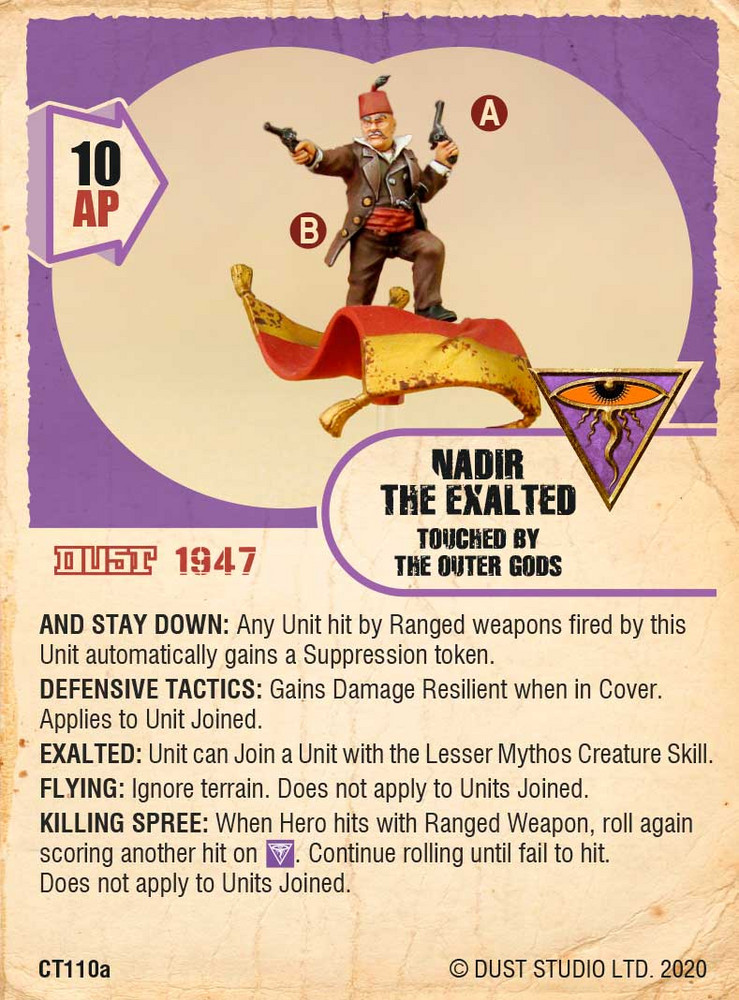 10
AP
A
B
NADIR
THE EXALTED
TOUCHED BY
THE OUTER GODS
DUST 1947
AND STAY DOWN: Any Unit hit by Ranged weapons fired by this
Unit automatically gains a Suppression token.
DEFENSIVE TACTICS: Gains Damage Resilient when in Cover.
Applies to Unit Joined.
EXALTED: Unit can Join a Unit with the Lesser Mythos Creature Skill.
FLYING: Ignore terrain. Does not apply to Units Joined.
KILLING SPREE: When Hero hits with Ranged Weapon, roll again
scoring another hit on . Continue rolling until fail to hit.
Does not apply to Units Joined.
CT110a
© DUST STUDIO LTD. 2020